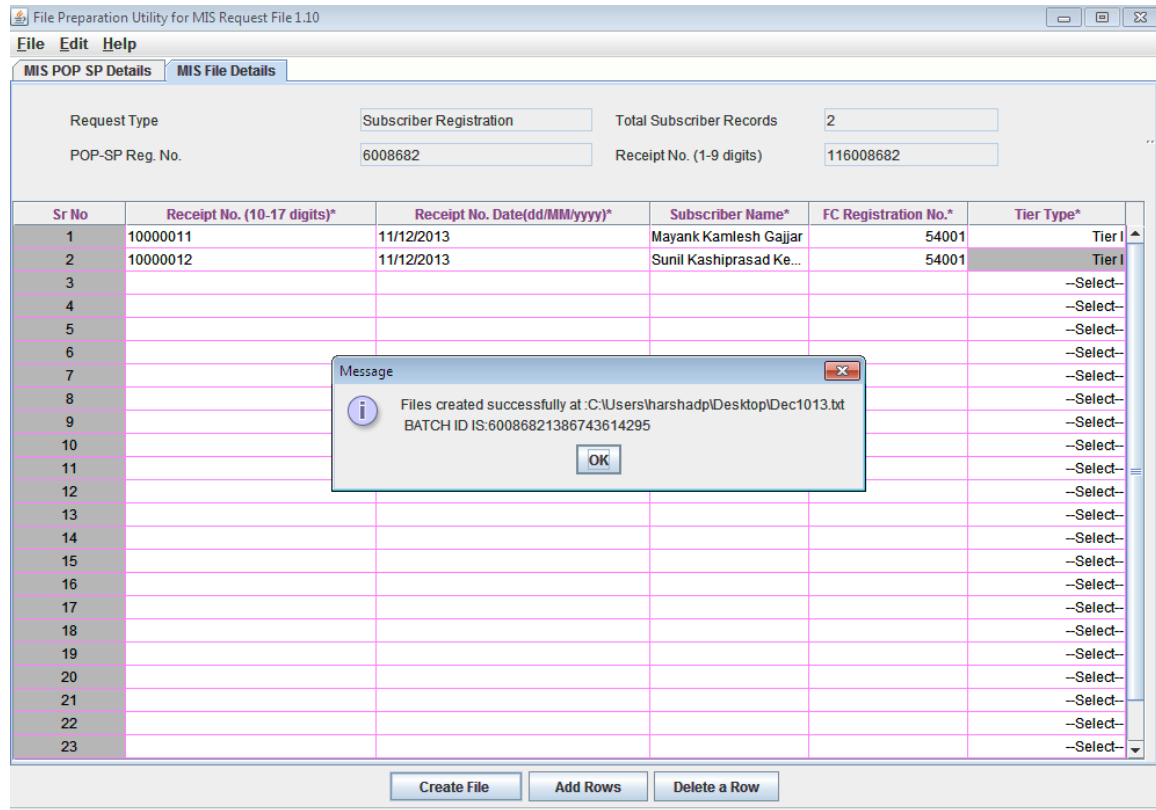 File Preparation Utility for MIS Request File 1.10
File Edit Help
MIS POP SP Details MIS File Details
Request Type Subscriber Registration Total Subscriber Records 2
POP-SP Reg. No. 6008682 Receipt No. (1-9 digits) 116008682
Sr No Receipt No. (10-17 digits)* Receipt No. Date(dd/MM/yyyy)* Subscriber Name* FC Registration No.* Tier Type*
1 10000011 11/12/2013 Mayank Kamlesh Gajjar 54001 Tier I
2 10000012 11/12/2013 Sunil Kashiprasad Ke... 54001 Tier I
3 --Select--
4 --Select--
5 --Select--
6 --Select--
7 --Select--
8 --Select--
9 --Select--
10 --Select--
11 --Select--
12 --Select--
13 --Select--
14 --Select--
15 --Select--
16 --Select--
17 --Select--
18 --Select--
19 --Select--
20 --Select--
21 --Select--
22 --Select--
23 --Select--
Message
Files created successfully at :C:\Users\harshadp\Desktop\Dec1013.txt
BATCH ID IS:60086821386743614295
OK
Create File Add Rows Delete a Row